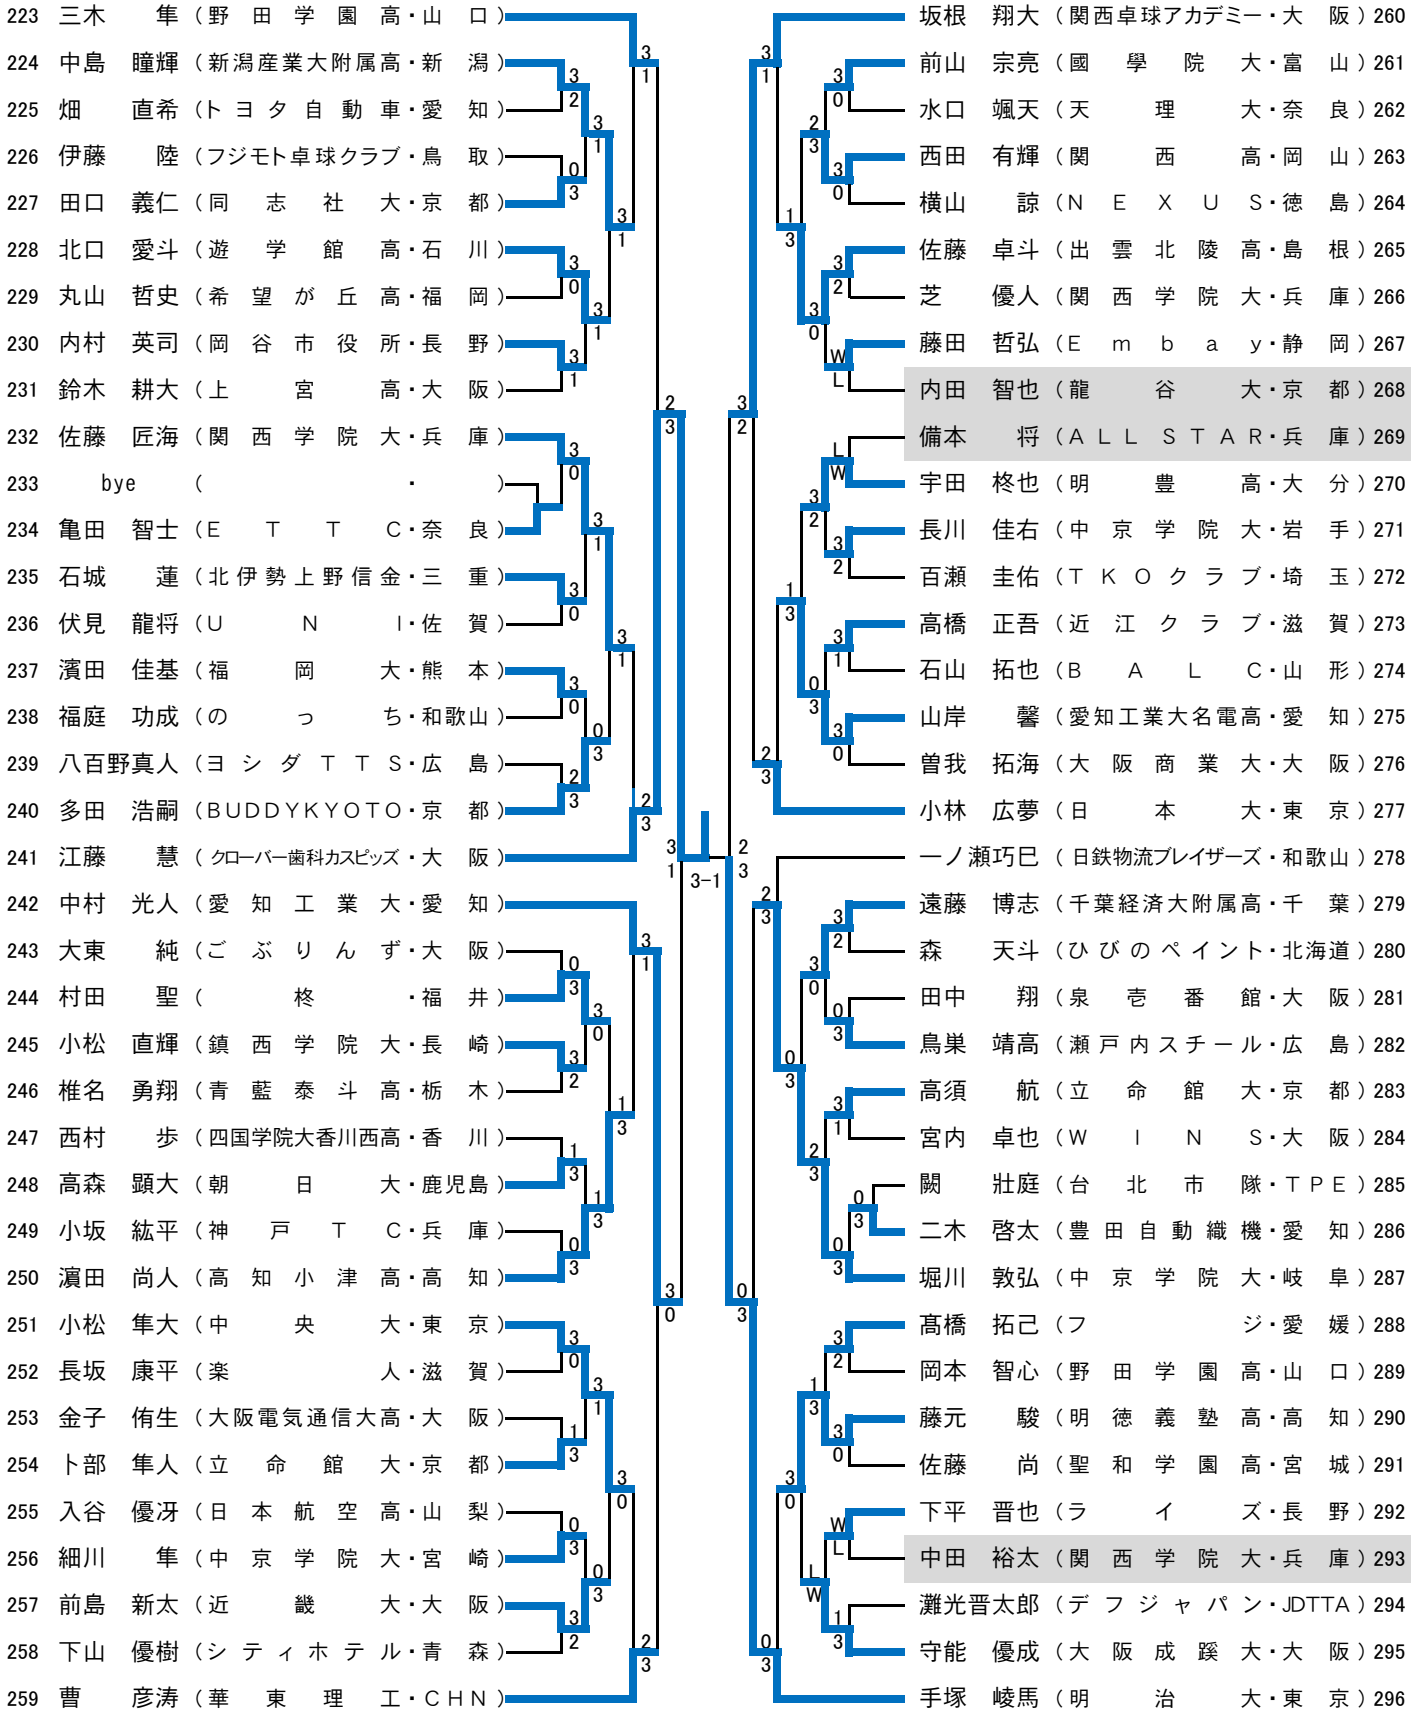 223 三木 隼 (野田学園高・山口)
224 中島 瞳輝 (新潟産業大附属高・新潟)
225 畑 直希 (トヨタ自動車・愛知)
226 伊藤 陸 (フジモト卓球クラブ・鳥取)
227 田口 義仁 (同志社大・京都)
228 北口 愛斗 (遊学館高・石川)
229 丸山 哲史 (希望が丘高・福岡)
230 内村 英司 (岡谷市役所・長野)
231 鈴木 耕大 (上宮高・大阪)
232 佐藤 匠海 (関西学院大・兵庫)
233 bye ( ・ )
234 亀田 智士 (ETTC・奈良)
235 石城 蓮 (北伊勢上野信金・三重)
236 伏見 龍将 (UNI・佐賀)
237 濱田 佳基 (福岡大・熊本)
238 福庭 功成 (のっち・和歌山)
239 八百野真人 (ヨシダTTS・広島)
240 多田 浩嗣 (BUDDYKYOTO・京都)
241 江藤 慧 (クローバー歯科カスピッズ・大阪)
242 中村 光人 (愛知工業大・愛知)
243 大東 純 (ごぶりんず・大阪)
244 村田 聖 (柊・福井)
245 小松 直輝 (鎮西学院大・長崎)
246 椎名 勇翔 (青藍泰斗高・栃木)
247 西村 歩 (四国学院大香川西高・香川)
248 高森 顕大 (朝日大・鹿児島)
249 小坂 紘平 (神戸TC・兵庫)
250 濵田 尚人 (高知小津高・高知)
251 小松 隼大 (中央大・東京)
252 長坂 康平 (楽人・滋賀)
253 金子 侑生 (大阪電気通信大高・大阪)
254 卜部 隼人 (立命館大・京都)
255 入谷 優冴 (日本航空高・山梨)
256 細川 隼 (中京学院大・宮崎)
257 前島 新太 (近畿大・大阪)
258 下山 優樹 (シティホテル・青森)
259 曹 彦涛 (華東理工・CHN)
3-1
坂根 翔大 (関西卓球アカデミー・大阪) 260
前山 宗亮 (國學院大・富山) 261
水口 颯天 (天理大・奈良) 262
西田 有輝 (関西高・岡山) 263
横山 諒 (NEXUS・徳島) 264
佐藤 卓斗 (出雲北陵高・島根) 265
芝 優人 (関西学院大・兵庫) 266
藤田 哲弘 (Embay・静岡) 267
内田 智也 (龍谷大・京都) 268
備本 将 (ALL STAR・兵庫) 269
宇田 柊也 (明豊高・大分) 270
長川 佳右 (中京学院大・岩手) 271
百瀬 圭佑 (TKOクラブ・埼玉) 272
高橋 正吾 (近江クラブ・滋賀) 273
石山 拓也 (BALC・山形) 274
山岸 馨 (愛知工業大名電高・愛知) 275
曽我 拓海 (大阪商業大・大阪) 276
小林 広夢 (日本大・東京) 277
一ノ瀬巧巳 (日鉄物流ブレイザーズ・和歌山) 278
遠藤 博志 (千葉経済大附属高・千葉) 279
森 天斗 (ひびのペイント・北海道) 280
田中 翔 (泉壱番館・大阪) 281
鳥巣 靖高 (瀬戸内スチール・広島) 282
高須 航 (立命館大・京都) 283
宮内 卓也 (WINS・大阪) 284
闕 壯庭 (台北市隊・TPE) 285
二木 啓太 (豊田自動織機・愛知) 286
堀川 敦弘 (中京学院大・岐阜) 287
髙橋 拓己 (フジ・愛媛) 288
岡本 智心 (野田学園高・山口) 289
藤元 駿 (明徳義塾高・高知) 290
佐藤 尚 (聖和学園高・宮城) 291
下平 晋也 (ライズ・長野) 292
中田 裕太 (関西学院大・兵庫) 293
灘光晋太郎 (デフジャパン・JDTTA) 294
守能 優成 (大阪成蹊大・大阪) 295
手塚 崚馬 (明治大・東京) 296